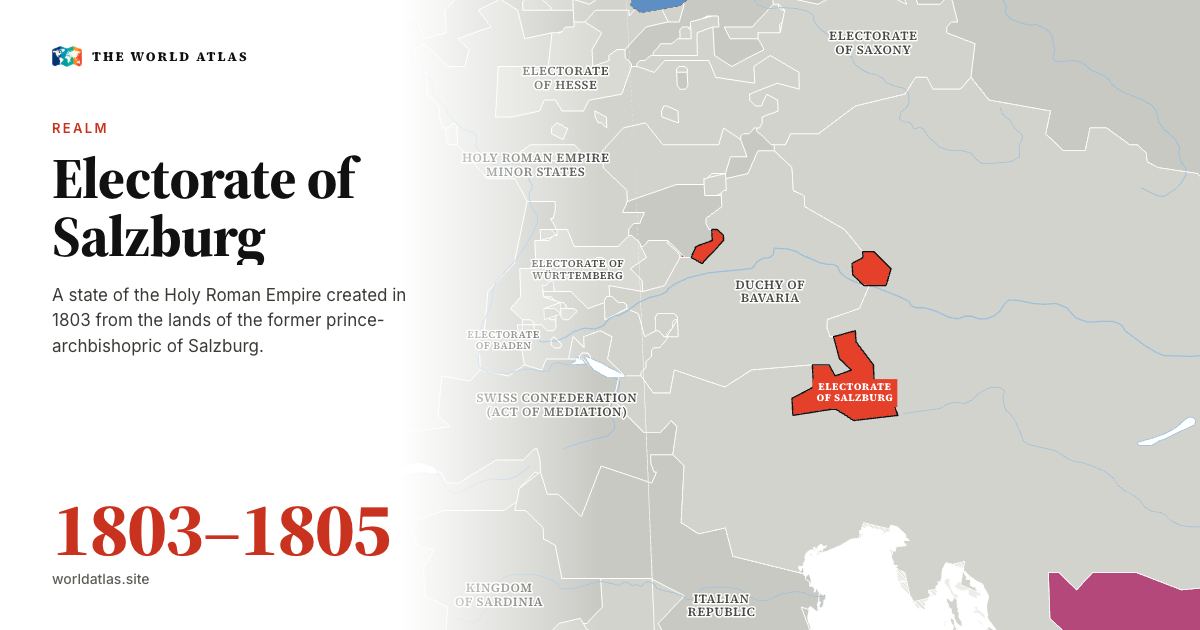 THE WORLD ATLAS
REALM
Electorate of
Salzburg
A state of the Holy Roman Empire created in
1803 from the lands of the former prince-
archbishopric of Salzburg.
1803–1805
worldatlas.site
ELECTORATE
OF SAXONY
ELECTORATE
OF HESSE
HOLY ROMAN EMPIRE
MINOR STATES
ELECTORATE OF
WÜRTTEMBERG
DUCHY OF
BAVARIA
ELECTORATE
OF BADEN
ELECTORATE
OF SALZBURG
SWISS CONFEDERATION
(ACT OF MEDIATION)
KINGDOM
OF SARDINIA
ITALIAN
REPUBLIC